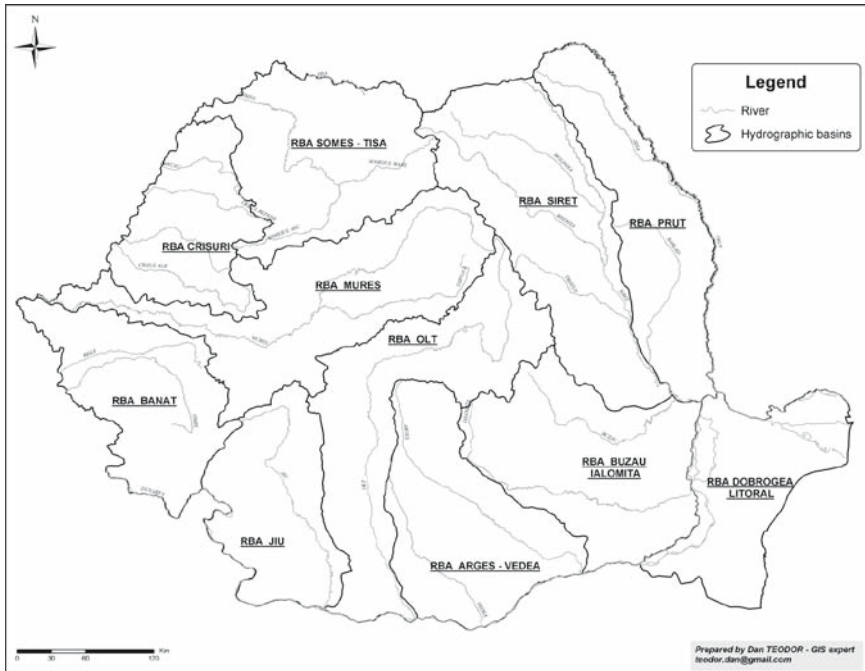 N
Legend
River
Hydrographic basins
RBA SOMES - TISA
RBA SIRET
RBA PRUT
RBA CRIȘURI
RBA MURES
RBA OLT
RBA BANAT
RBA BUZAU
IALOMITA
RBA DOBROGEA
LITORAL
RBA JIU
RBA ARGES - VEDEA
Km
0 30 60 120
Prepared by Dan TEODOR - GIS expert
teodor.dan@gmail.com